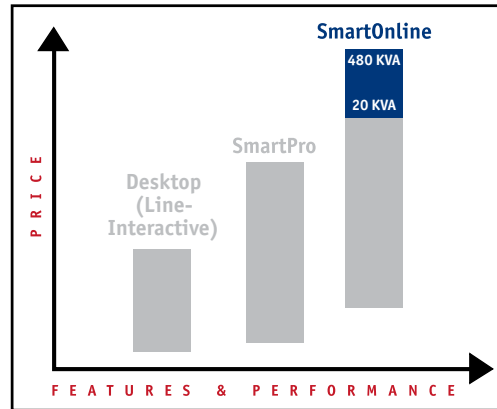 SmartOnline
480 KVA
20 KVA
SmartPro
Desktop
(Line-
Interactive)
PRICE
FEATURES & PERFORMANCE